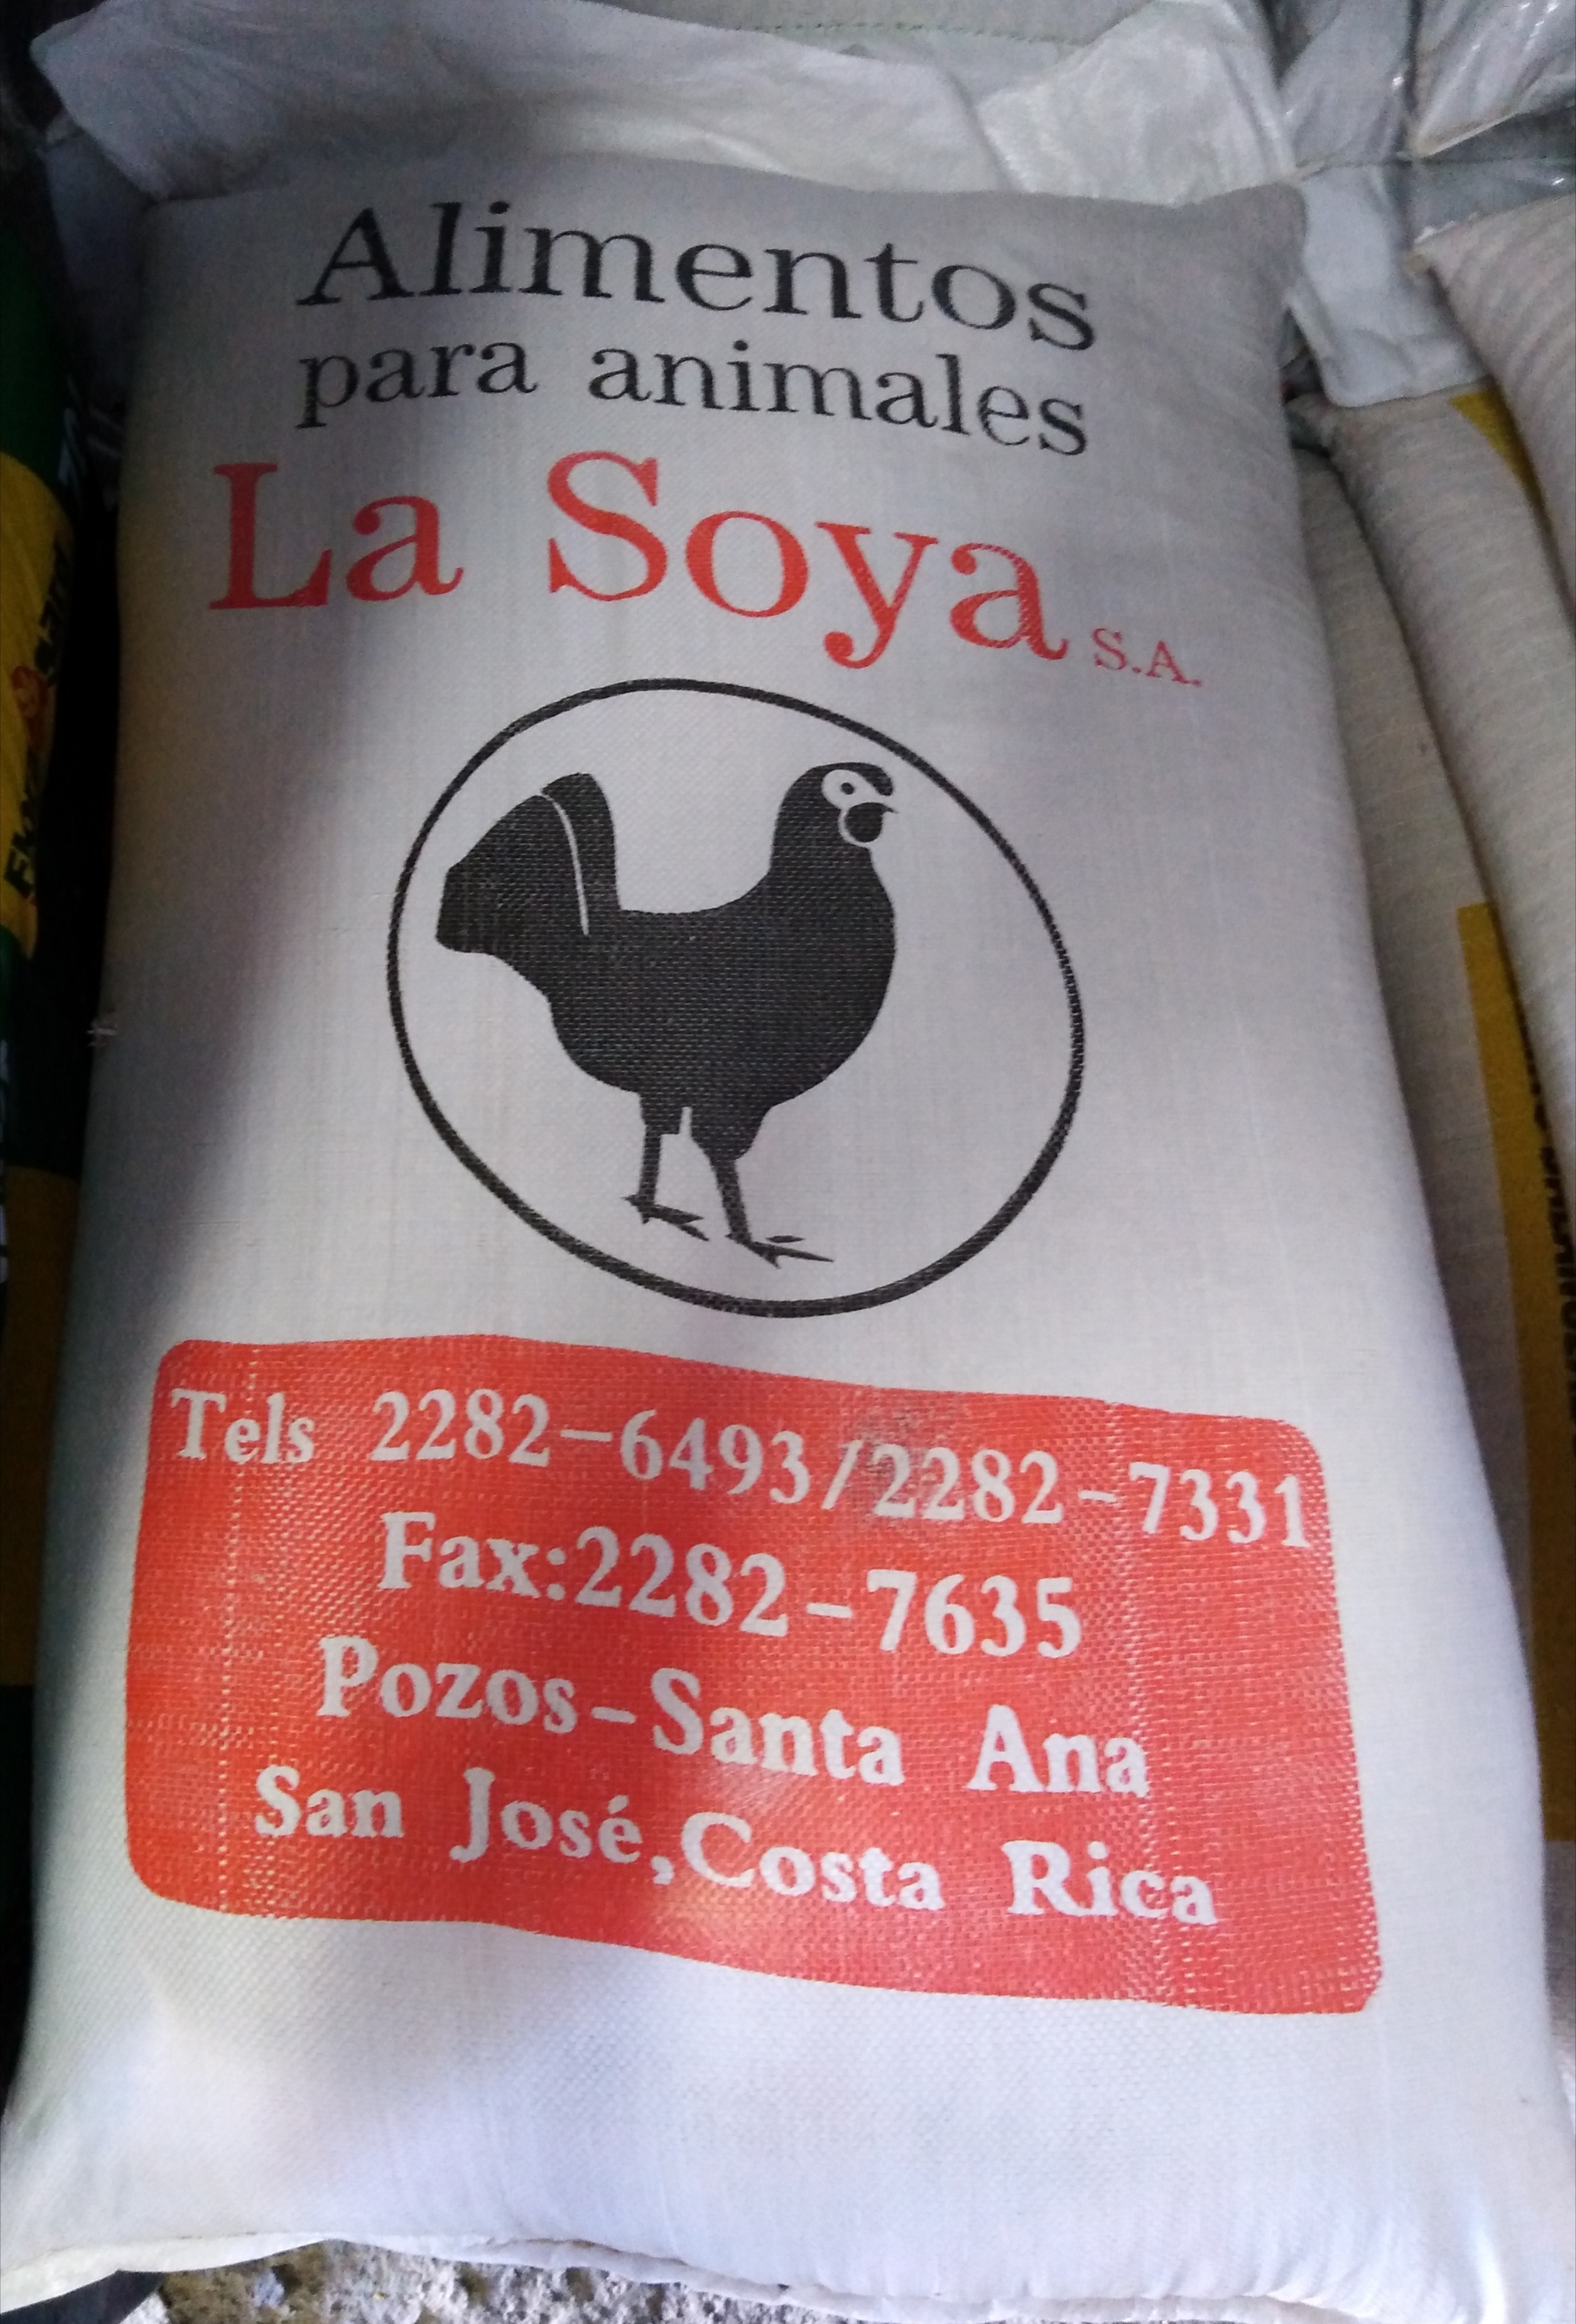 Alimentos
para animales
La Soya S.A.
Tels 2282-6493/2282-7331
Fax:2282-7635
Pozos-Santa Ana
San José,Costa Rica